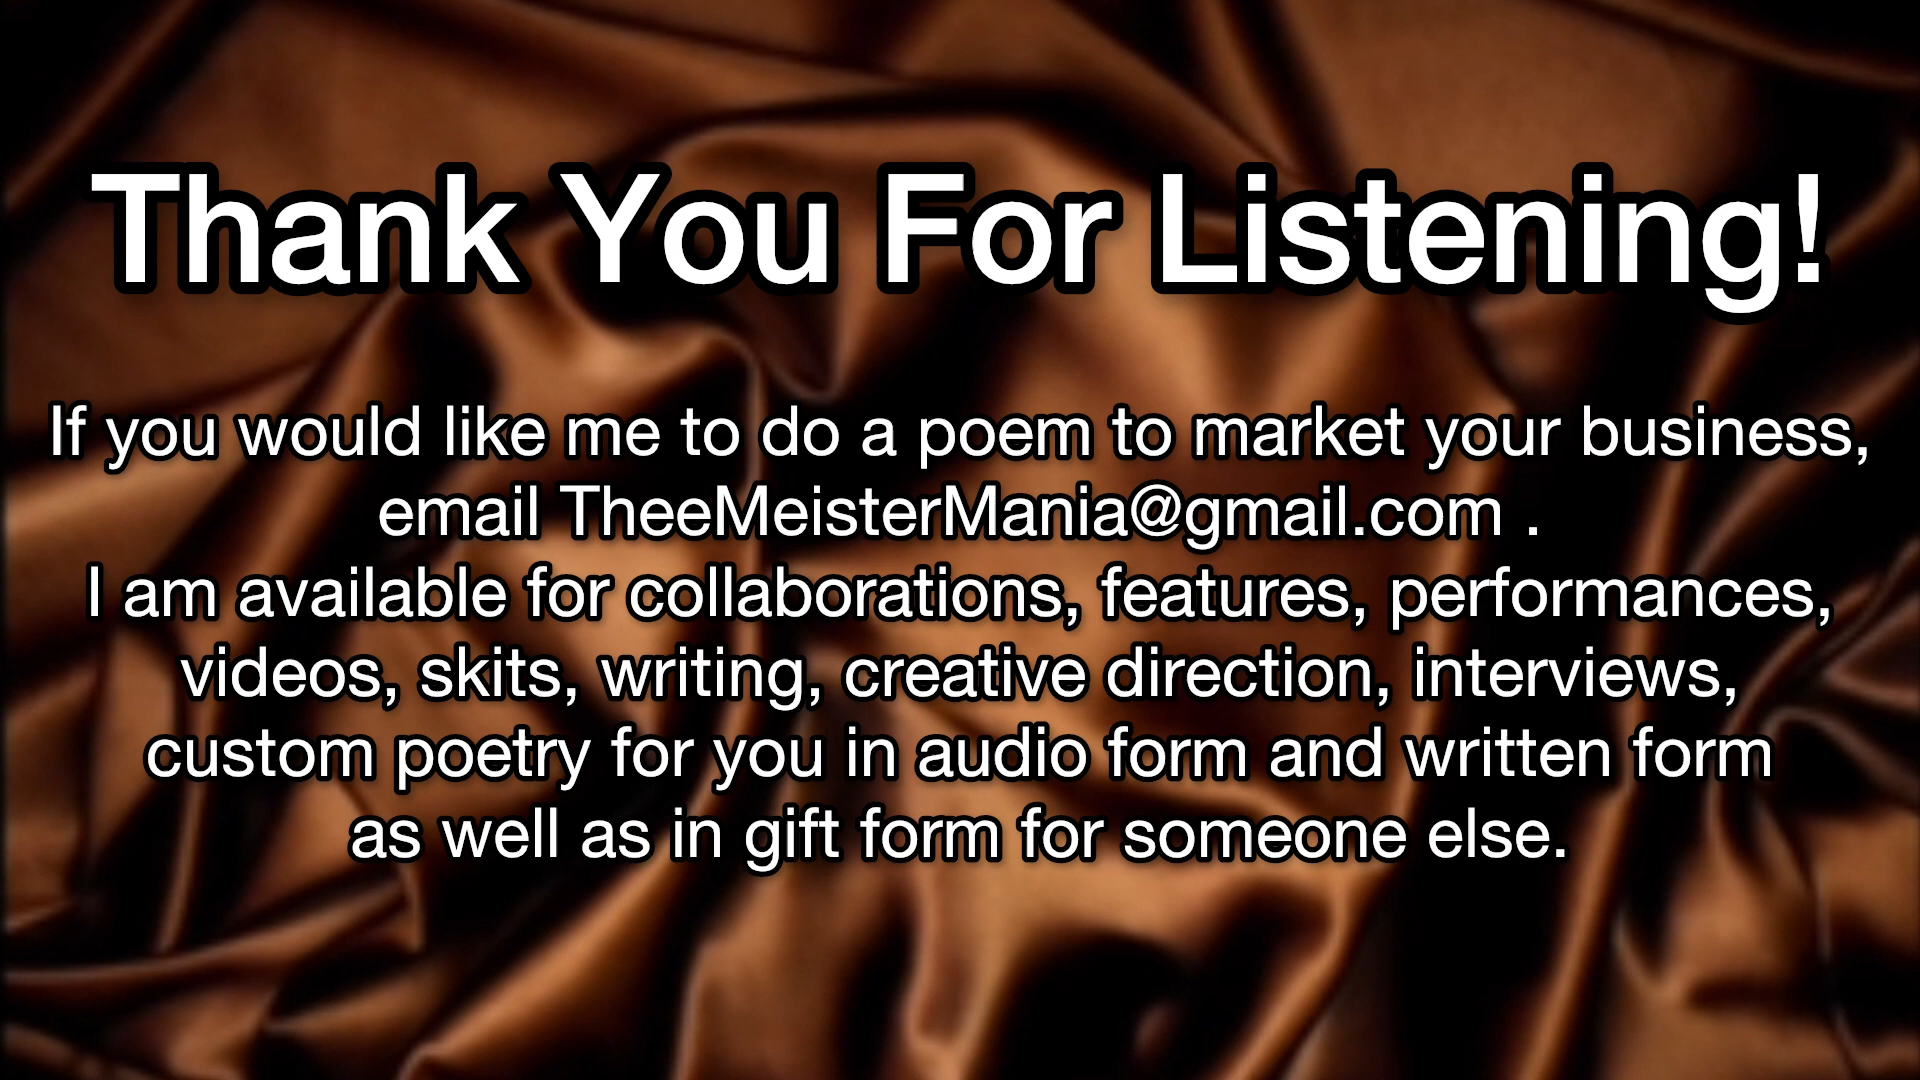 Thank You For Listening!
If you would like me to do a poem to market your business,
email TheeMeisterMania@gmail.com .
I am available for collaborations, features, performances,
videos, skits, writing, creative direction, interviews,
custom poetry for you in audio form and written form
as well as in gift form for someone else.